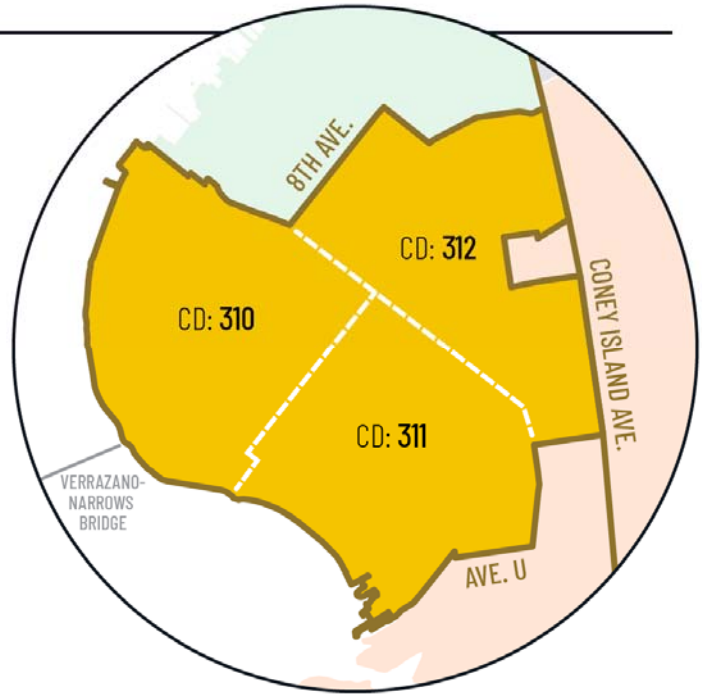 8TH AVE.
CD: 312
CD: 310
CONEY ISLAND AVE.
CD: 311
VERRAZANO-
NARROWS
BRIDGE
AVE. U